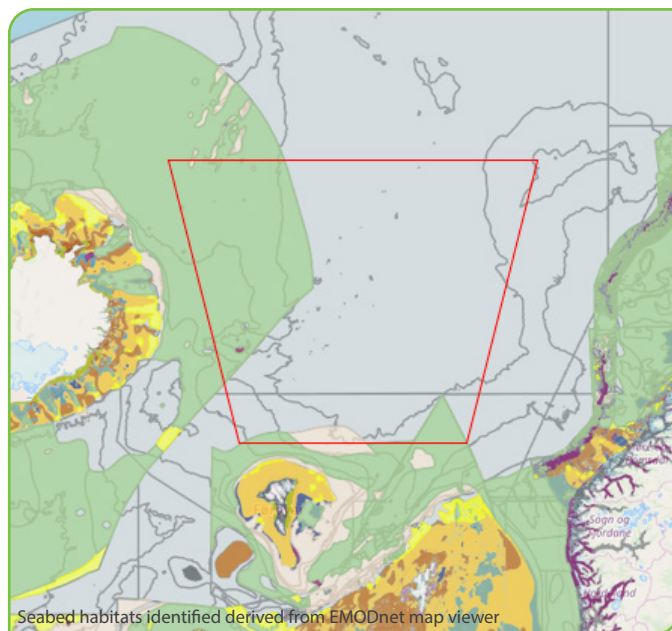 Sogn og
Fjordane
Seabed habitats identified derived from EMODnet map viewer